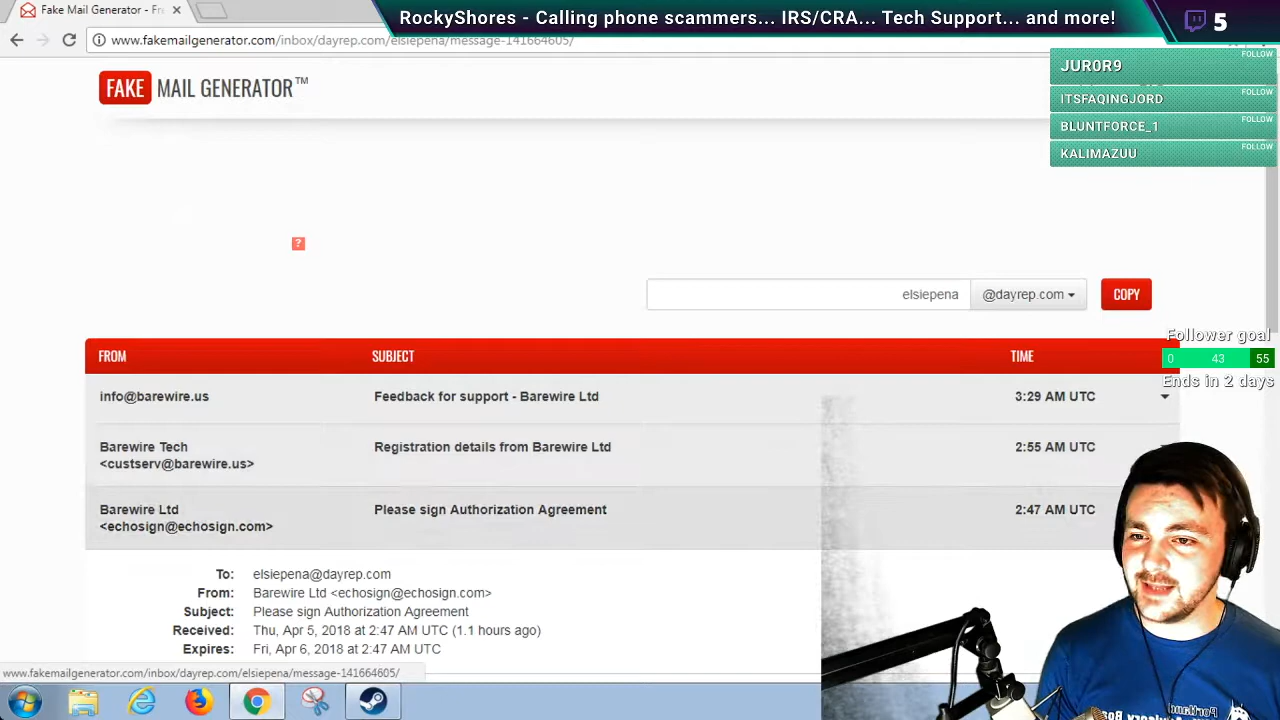 Fake Mail Generator - Fr
RockyShores - Calling phone scammers... IRS/CRA... Tech Support... and more!
5
www.fakemailgenerator.com/inbox/dayrep.com/elsiepena/message-141664605/
FAKE MAIL GENERATOR™
JUR0R9 FOLLOW
ITSFAQINGJORD FOLLOW
BLUNTFORCE_1 FOLLOW
KALIMAZUU FOLLOW
?
elsiepena @dayrep.com COPY
Follower goal
0 43 55
Ends in 2 days
FROM SUBJECT TIME
info@barewire.us Feedback for support - Barewire Ltd 3:29 AM UTC
Barewire Tech Registration details from Barewire Ltd 2:55 AM UTC
<custserv@barewire.us>
Barewire Ltd Please sign Authorization Agreement 2:47 AM UTC
<echosign@echosign.com>
To: elsiepena@dayrep.com
From: Barewire Ltd <echosign@echosign.com>
Subject: Please sign Authorization Agreement
Received: Thu, Apr 5, 2018 at 2:47 AM UTC (1.1 hours ago)
Expires: Fri, Apr 6, 2018 at 2:47 AM UTC
www.fakemailgenerator.com/inbox/dayrep.com/elsiepena/message-141664605/